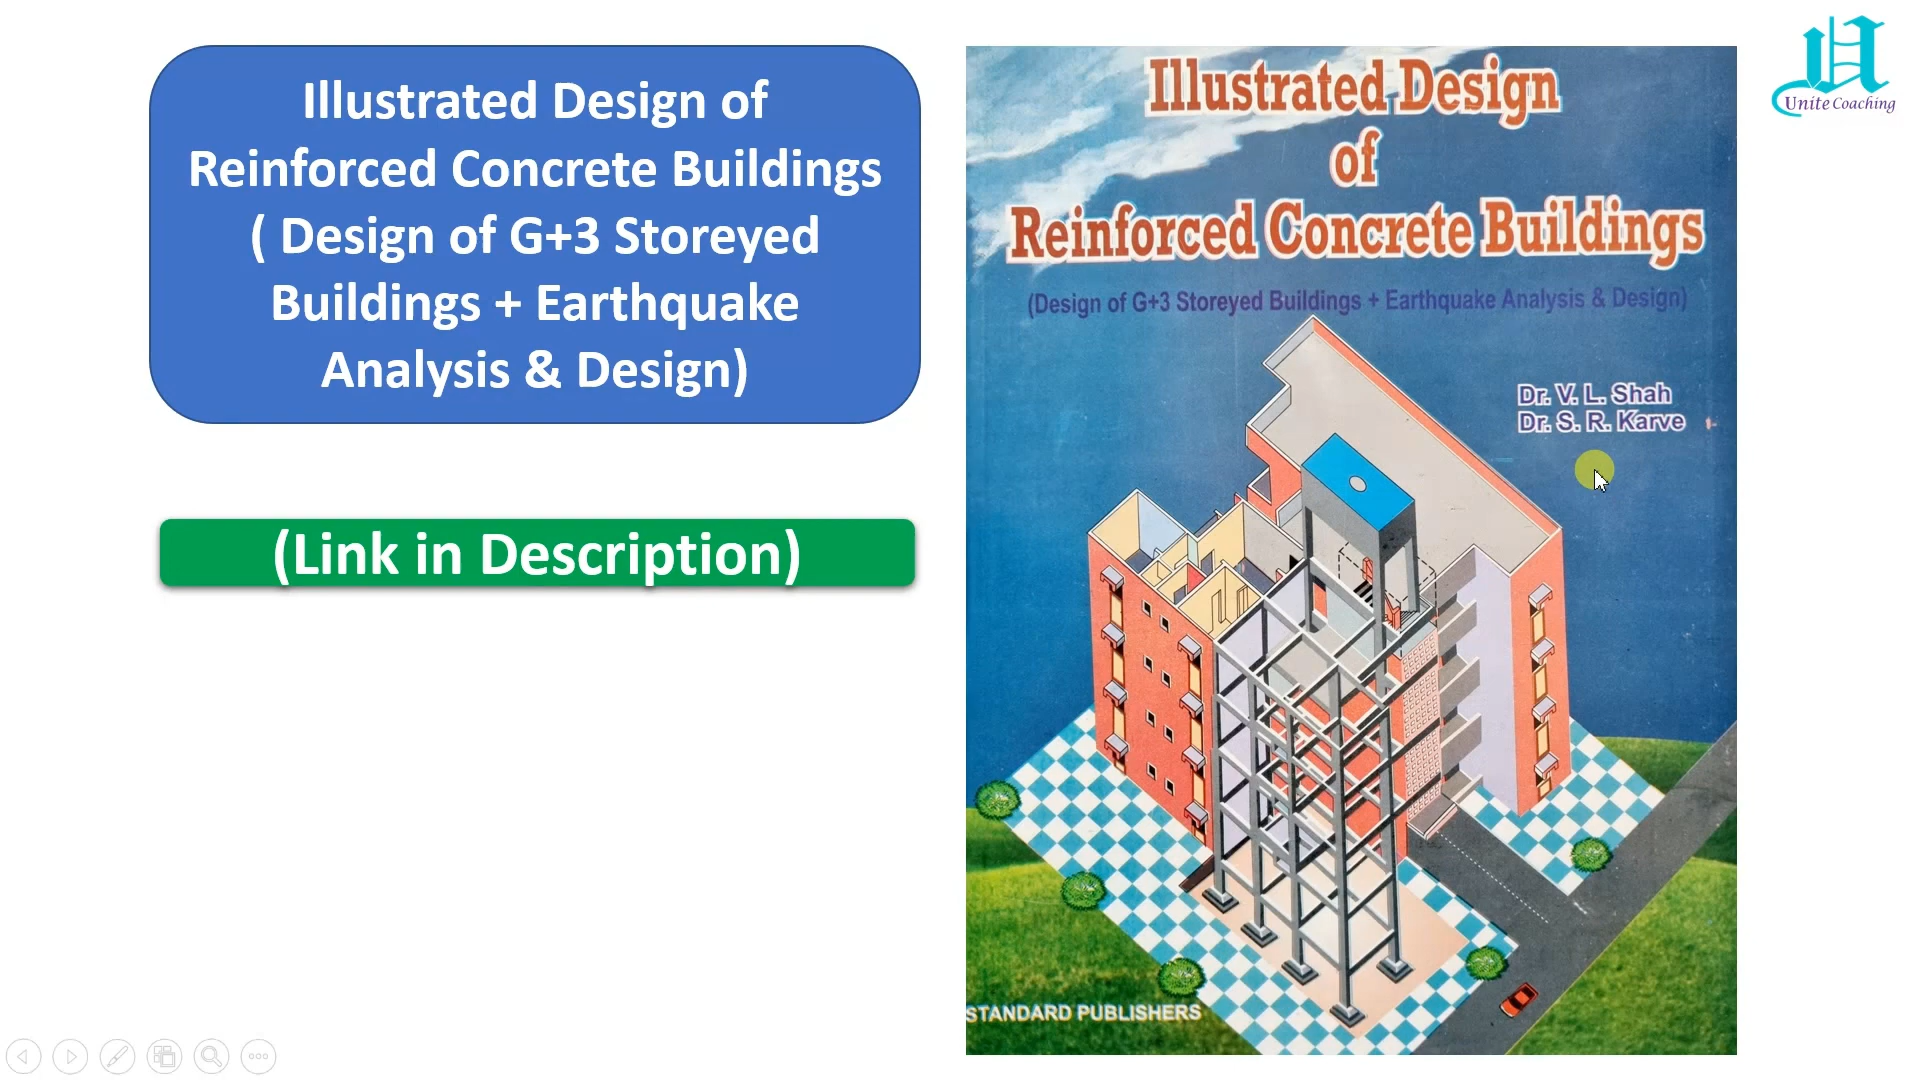 Illustrated Design of
Reinforced Concrete Buildings
( Design of G+3 Storeyed
Buildings + Earthquake
Analysis & Design)
(Link in Description)
Illustrated Design
of
Reinforced Concrete Buildings
(Design of G+3 Storeyed Buildings + Earthquake Analysis & Design)
Dr. V. L. Shah
Dr. S. R. Karve
STANDARD PUBLISHERS
Unite Coaching